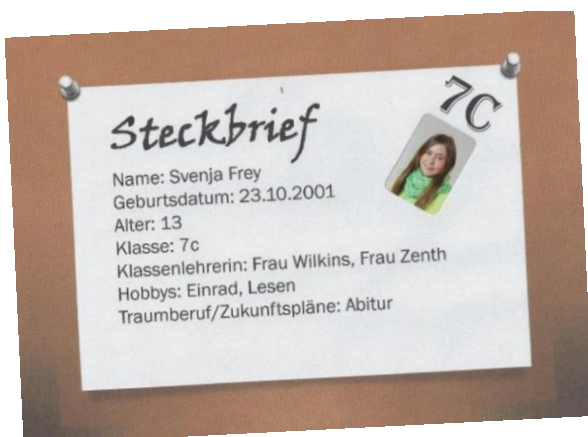 Steckbrief
7C
Name: Svenja Frey
Geburtsdatum: 23.10.2001
Alter: 13
Klasse: 7c
Klassenlehrerin: Frau Wilkins, Frau Zenth
Hobbys: Einrad, Lesen
Traumberuf/Zukunftspläne: Abitur